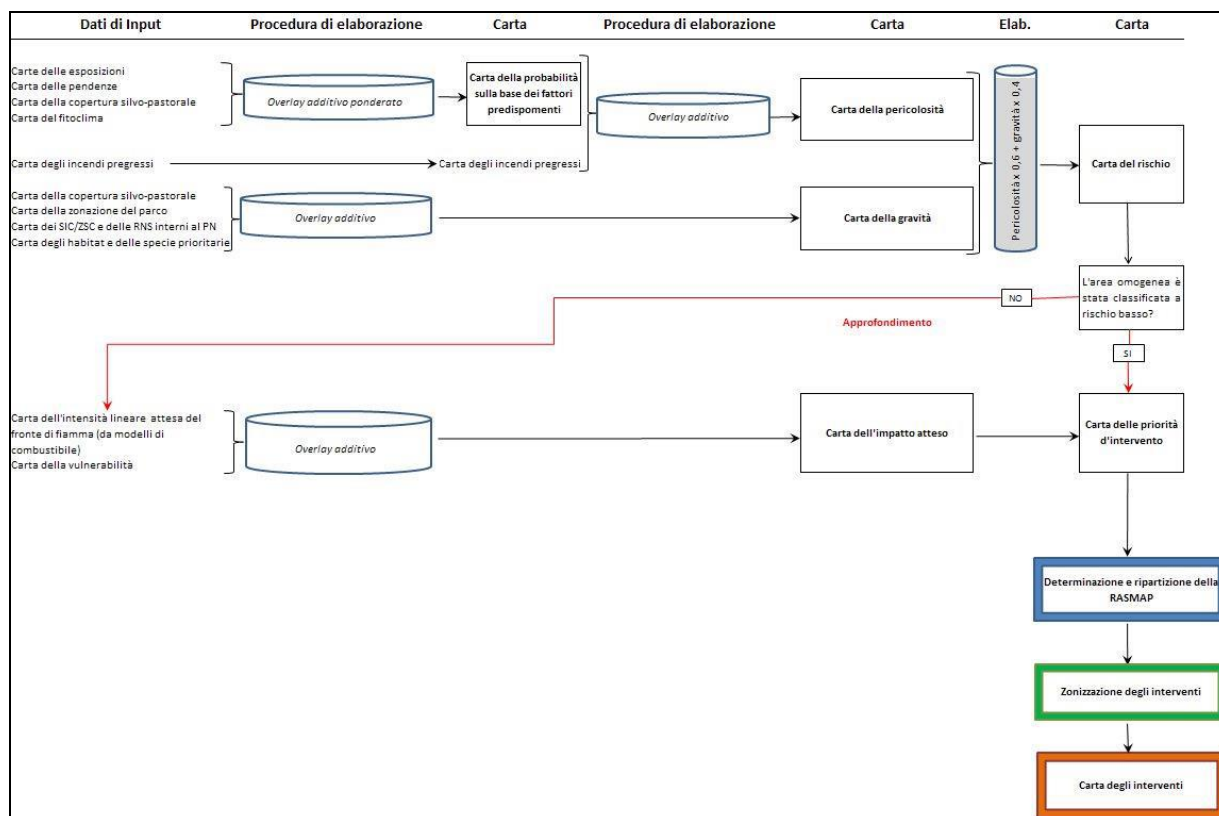 Dati di Input
Procedura di elaborazione
Carta
Procedura di elaborazione
Carta
Elab.
Carta
Carte delle esposizioni
Carta delle pendenze
Carta della copertura silvo-pastorale
Carta del fitoclima
Overlay additivo ponderato
Carta della probabilità
sulla base dei fattori
predispomenti
Overlay additivo
Carta della pericolosità
Carta degli incendi pregressi
Carta degli incendi pregressi
Pericolosità x 0,6 + gravità x 0,4
Carta del rischio
Carta della copertura silvo-pastorale
Carta della zonazione del parco
Carta dei SIC/ZSC e delle RNS interni al PN
Carta degli habitat e delle specie prioritarie
Overlay additivo
Carta della gravità
L'area omogenea è
stata classificata a
rischio basso?
NO
Approfondimento
SI
Carta dell'intensità lineare attesa del
fronte di fiamma (da modelli di
combustibile)
Carta della vulnerabilità
Overlay additivo
Carta dell'impatto atteso
Carta delle priorità
d'intervento
Determinazione e ripartizione della
RASMAP
Zonizzazione degli interventi
Carta degli interventi